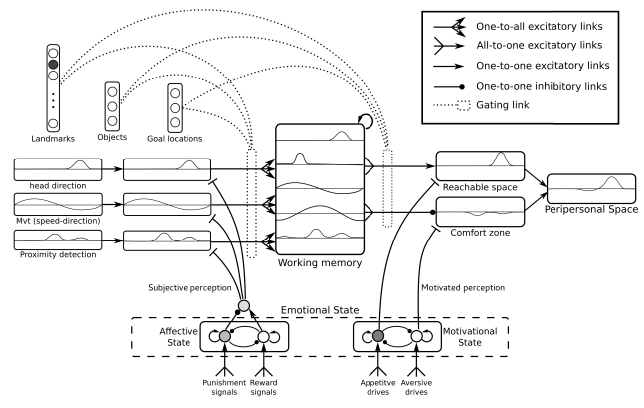 One-to-all excitatory links
All-to-one excitatory links
One-to-one excitatory links
One-to-one inhibitory links
Gating link
Landmarks
Objects
Goal locations
head direction
Mvt (speed-direction)
Proximity detection
Working memory
Reachable space
Comfort zone
Peripersonal Space
Subjective perception
Motivated perception
Emotional State
Affective
State
Motivational
State
Punishment
signals
Reward
signals
Appetitive
drives
Aversive
drives